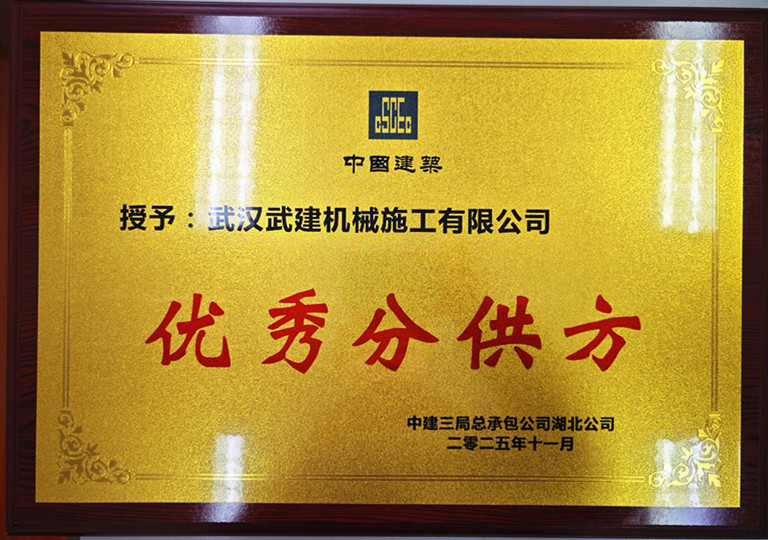 CSCEC
中國建築
授予：武汉武建机械施工有限公司
优秀分供方
中建三局总承包公司湖北公司
二零二五年十一月